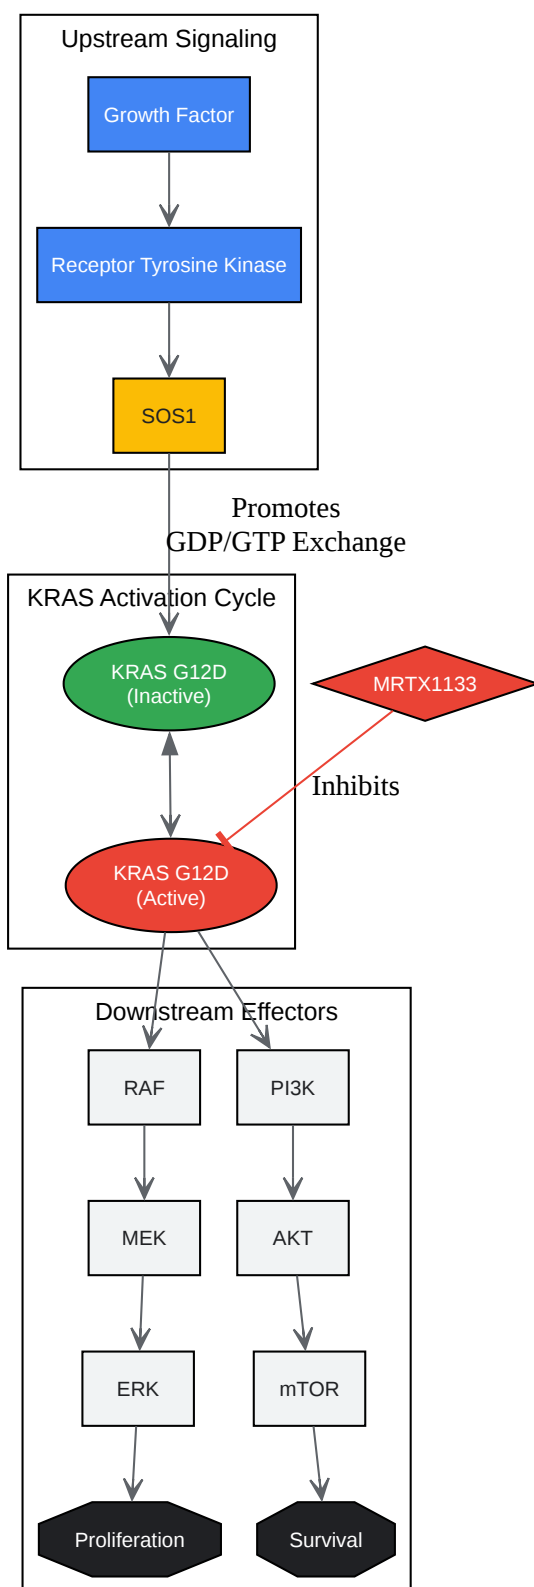 Upstream Signaling
Growth Factor
Receptor Tyrosine Kinase
SOS1
Promotes
GDP/GTP Exchange
KRAS Activation Cycle
KRAS G12D
(Inactive)
MRTX1133
Inhibits
KRAS G12D
(Active)
Downstream Effectors
RAF
PI3K
MEK
AKT
ERK
mTOR
Proliferation
Survival